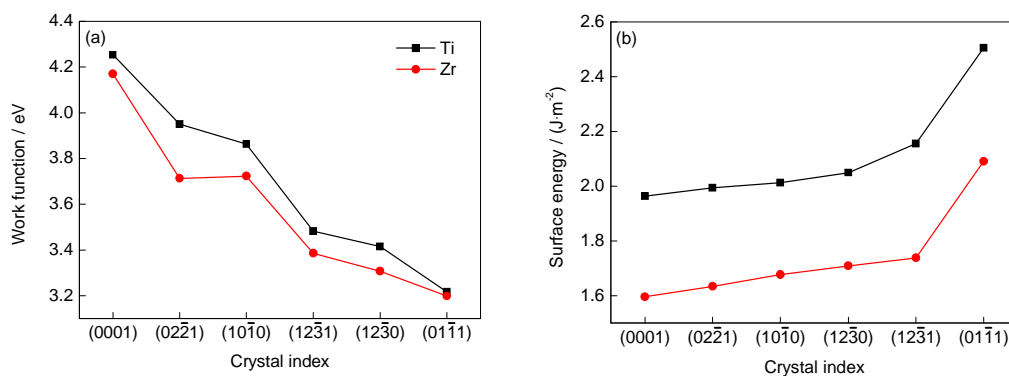 (a)
Ti
Zr
4.4
4.2
4.0
3.8
3.6
3.4
3.2
Work function / eV
(0001) (022̄1) (101̄0) (123̄1) (123̄0) (011̄1)
Crystal index
(b)
2.6
2.4
2.2
2.0
1.8
1.6
Surface energy / (J·m⁻²)
(0001) (022̄1) (101̄0) (123̄0) (123̄1) (011̄1)
Crystal index